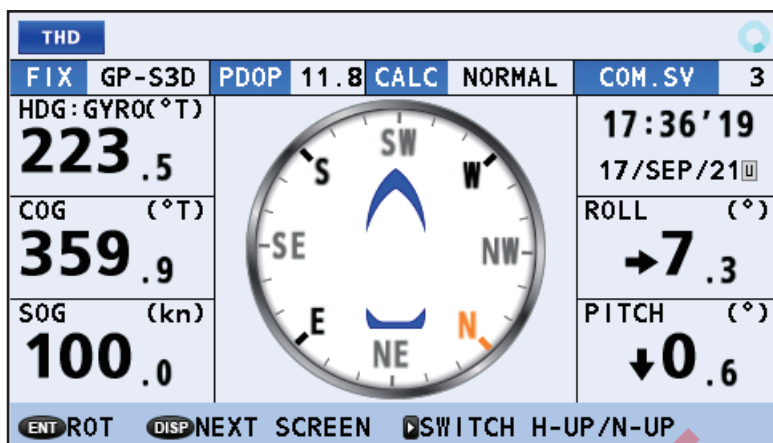 THD
FIX GP-S3D PDOP 11.8 CALC NORMAL COM.SV 3
HDG:GYRO(°T)
223.5
COG (°T)
359.9
SOG (kn)
100.0
SW
S W
SE NW
E N
NE
17:36'19
17/SEP/21 U
ROLL (°)
→7.3
PITCH (°)
↓0.6
ENT ROT DISP NEXT SCREEN ▶ SWITCH H-UP/N-UP